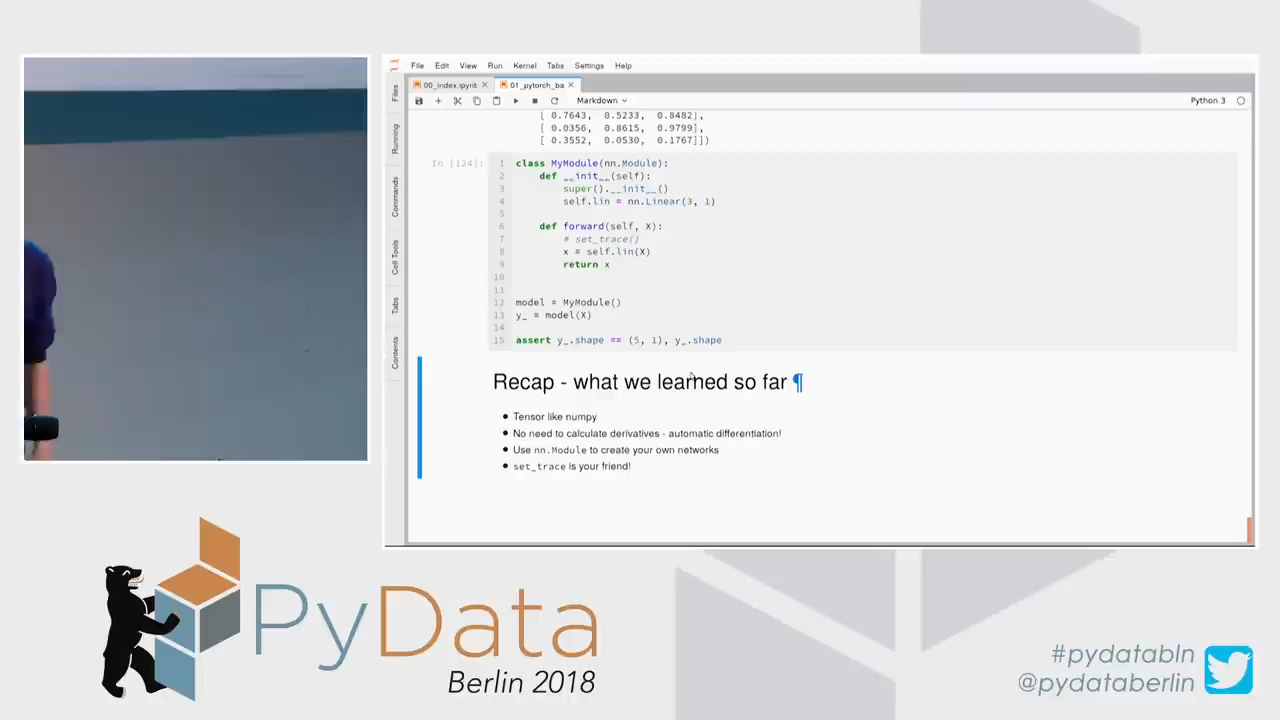 File Edit View Run Kernel Tabs Settings Help
00_index.ipynt × 01_pytorch_ba ×
Markdown
Python 3
Files
Running
Commands
Cell Tools
Tabs
Contents
[ 0.7643, 0.5233, 0.8482],
[ 0.0356, 0.8615, 0.9799],
[ 0.3552, 0.0530, 0.1767]])
In [124]:
1 class MyModule(nn.Module):
2 def __init__(self):
3 super().__init__()
4 self.lin = nn.Linear(3, 1)
5
6 def forward(self, X):
7 # set_trace()
8 x = self.lin(X)
9 return x
10
11
12 model = MyModule()
13 y_ = model(X)
14
15 assert y_.shape == (5, 1), y_.shape
Recap - what we learned so far ¶
• Tensor like numpy
• No need to calculate derivatives - automatic differentiation!
• Use nn.Module to create your own networks
• set_trace is your friend!
PyData
Berlin 2018
#pydatabln
@pydataberlin